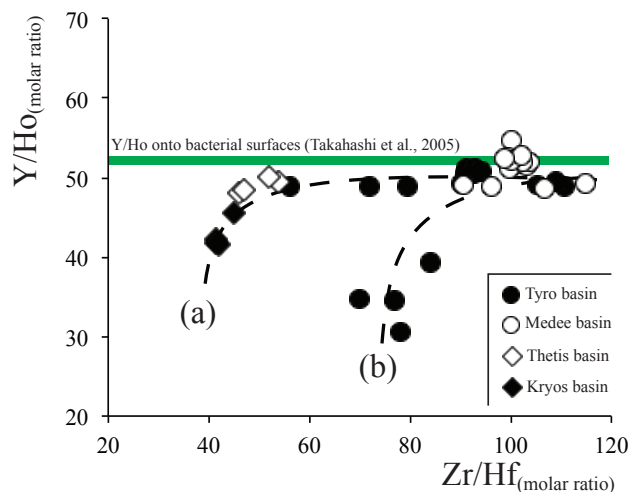 70
60
50
40
30
20
Y/Ho(molar ratio)
Y/Ho onto bacterial surfaces (Takahashi et al., 2005)
(a)
(b)
Tyro basin
Medee basin
Thetis basin
Kryos basin
20 40 60 80 100 120
Zr/Hf(molar ratio)